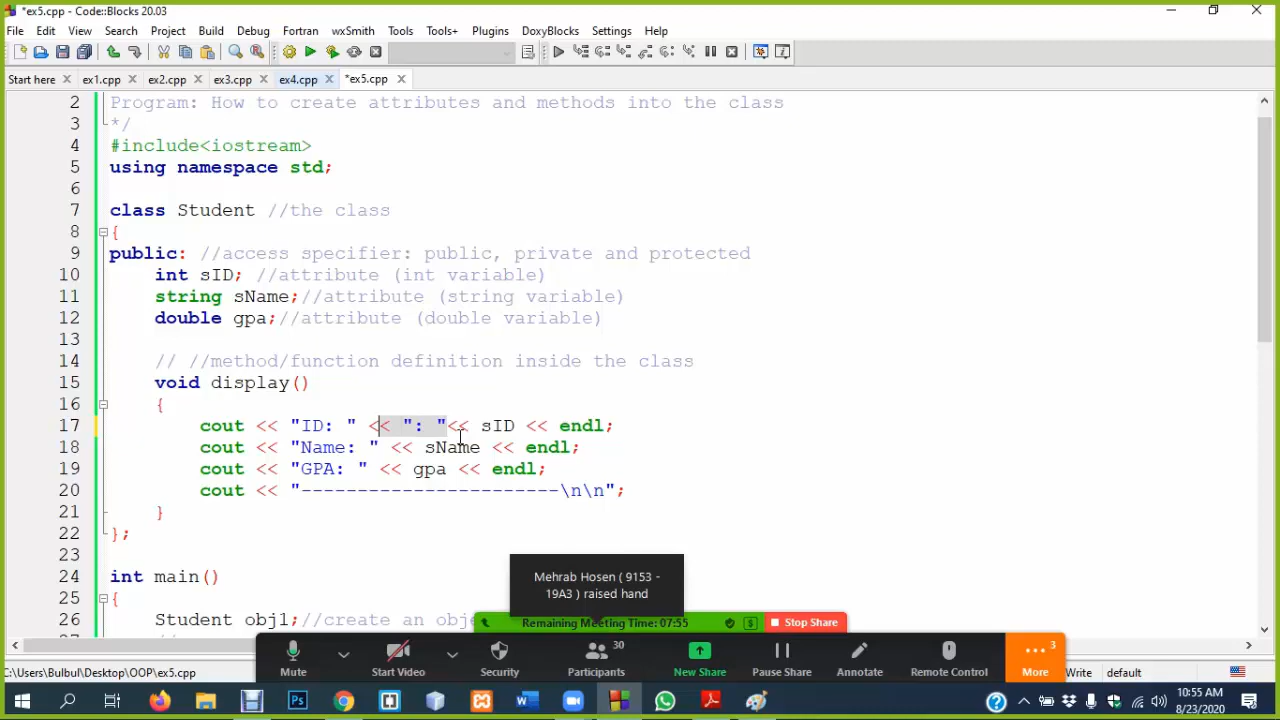 *ex5.cpp - Code::Blocks 20.03
File Edit View Search Project Build Debug Fortran wxSmith Tools Tools+ Plugins DoxyBlocks Settings Help
Start here ex1.cpp ex2.cpp ex3.cpp ex4.cpp *ex5.cpp
2 Program: How to create attributes and methods into the class
3 */
4 #include<iostream>
5 using namespace std;
6
7 class Student //the class
8 {
9 public: //access specifier: public, private and protected
10 int sID; //attribute (int variable)
11 string sName;//attribute (string variable)
12 double gpa;//attribute (double variable)
13
14 // //method/function definition inside the class
15 void display()
16 {
17 cout << "ID: " << ": "<< sID << endl;
18 cout << "Name: " << sName << endl;
19 cout << "GPA: " << gpa << endl;
20 cout << "-----------------------\n\n";
21 }
22 };
23
24 int main()
25 {
26 Student obj1;//create an obje
Mehrab Hosen ( 9153 -
19A3 ) raised hand
Remaining Meeting Time: 07:55 Stop Share
Mute Start Video Security Participants 30 New Share Pause Share Annotate Remote Control More 3
C:\Users\Bulbul\Desktop\OOP\ex5.cpp
Write default
10:55 AM
8/23/2020